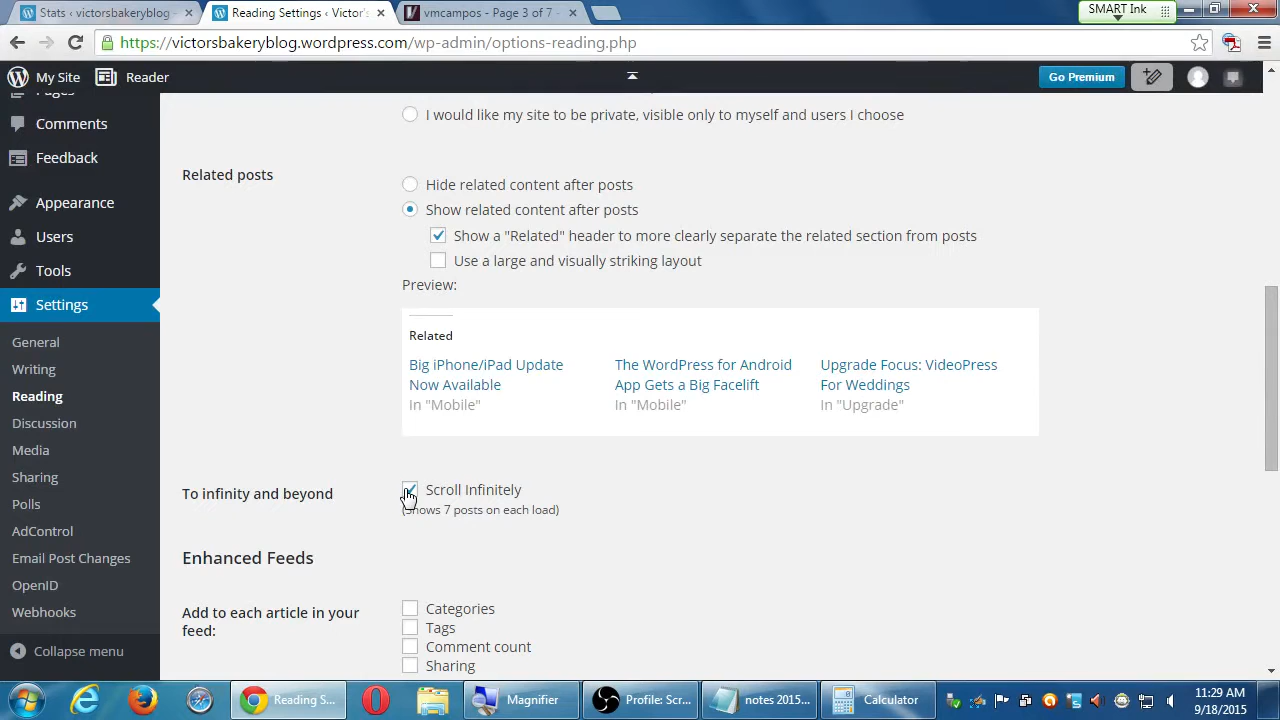 Stats ‹ victorsbakeryblog
Reading Settings ‹ Victor's
vmcampos - Page 3 of 7 -
SMART Ink
https://victorsbakeryblog.wordpress.com/wp-admin/options-reading.php
My Site
Reader
Go Premium
Pages
Comments
Feedback
Appearance
Users
Tools
Settings
General
Writing
Reading
Discussion
Media
Sharing
Polls
AdControl
Email Post Changes
OpenID
Webhooks
Collapse menu
I would like my site to be private, visible only to myself and users I choose
Related posts
Hide related content after posts
Show related content after posts
Show a "Related" header to more clearly separate the related section from posts
Use a large and visually striking layout
Preview:
Related
Big iPhone/iPad Update
Now Available
In "Mobile"
The WordPress for Android
App Gets a Big Facelift
In "Mobile"
Upgrade Focus: VideoPress
For Weddings
In "Upgrade"
To infinity and beyond
Scroll Infinitely
(Shows 7 posts on each load)
Enhanced Feeds
Add to each article in your
feed:
Categories
Tags
Comment count
Sharing
Reading S...
Magnifier
Profile: Scr...
notes 2015...
Calculator
11:29 AM
9/18/2015